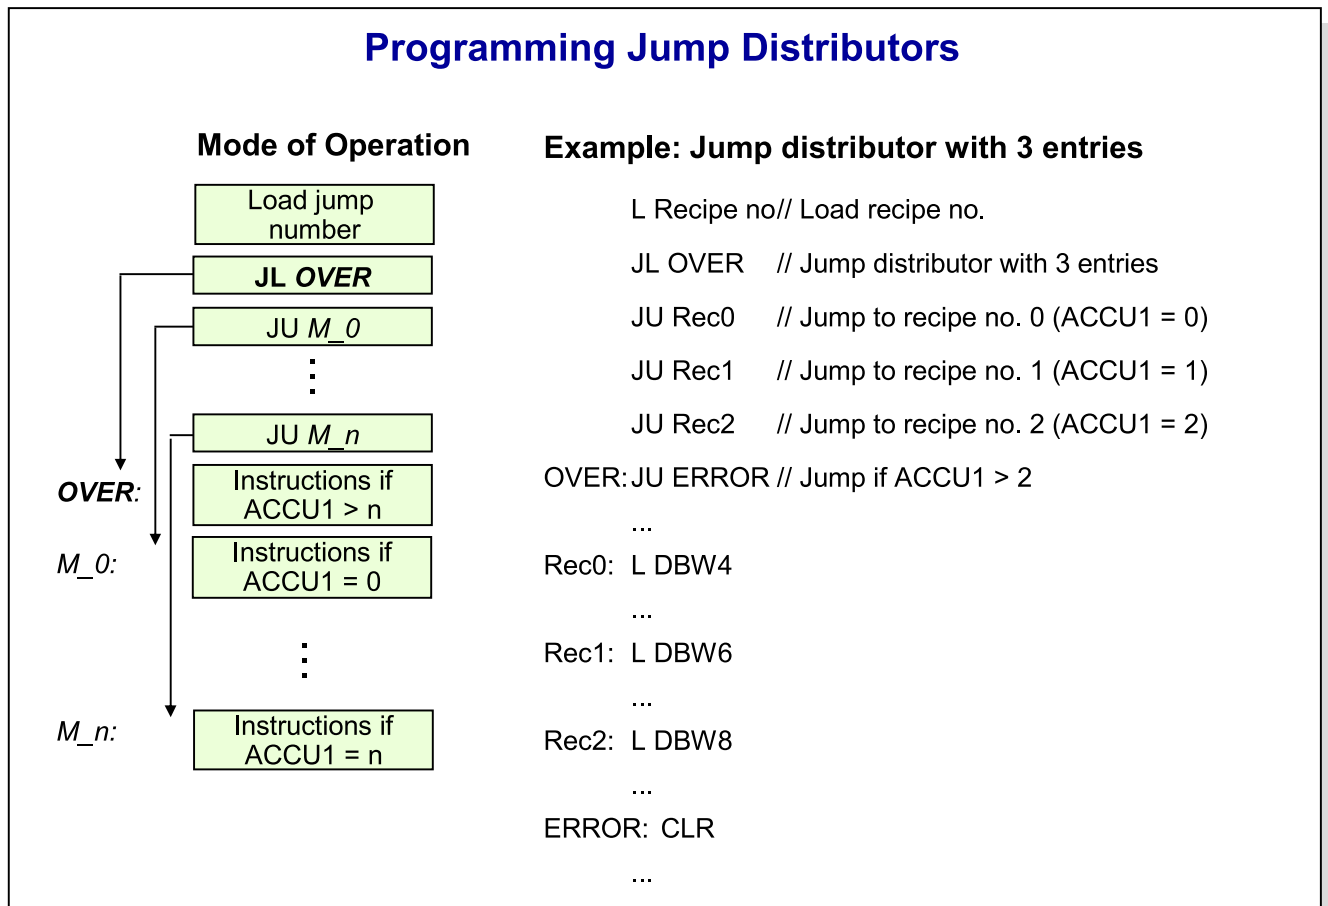 Programming Jump Distributors
Mode of Operation
Load jump
number
JL OVER
JU M_0
JU M_n
OVER:
Instructions if
ACCU1 > n
M_0:
Instructions if
ACCU1 = 0
M_n:
Instructions if
ACCU1 = n
Example: Jump distributor with 3 entries
L Recipe no// Load recipe no.
JL OVER // Jump distributor with 3 entries
JU Rec0 // Jump to recipe no. 0 (ACCU1 = 0)
JU Rec1 // Jump to recipe no. 1 (ACCU1 = 1)
JU Rec2 // Jump to recipe no. 2 (ACCU1 = 2)
OVER: JU ERROR // Jump if ACCU1 > 2
...
Rec0: L DBW4
...
Rec1: L DBW6
...
Rec2: L DBW8
...
ERROR: CLR
...